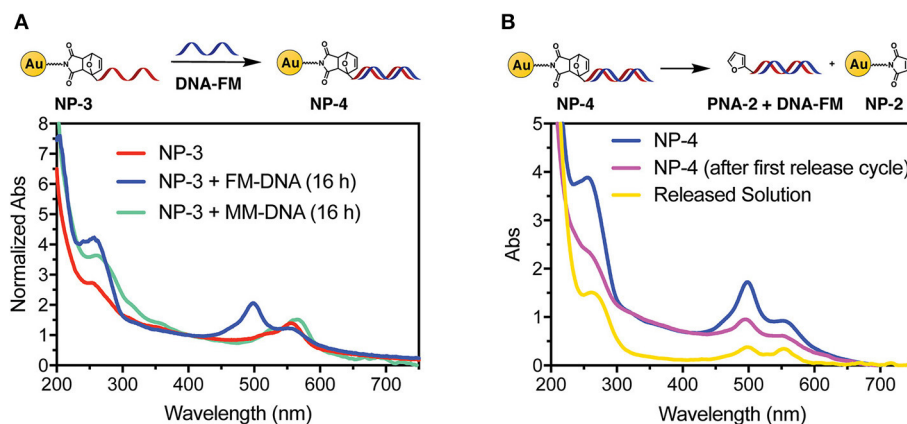 A
Au
N
O
O
O
DNA-FM
Au
N
O
O
O
NP-3
NP-4
8
7
6
5
4
3
2
1
0
Normalized Abs
NP-3
NP-3 + FM-DNA (16 h)
NP-3 + MM-DNA (16 h)
200
300
400
500
600
700
Wavelength (nm)
B
Au
N
O
O
O
O
+
Au
N
O
O
NP-4
PNA-2 + DNA-FM
NP-2
5
4
3
2
1
0
Abs
NP-4
NP-4 (after first release cycle)
Released Solution
200
300
400
500
600
700
Wavelength (nm)